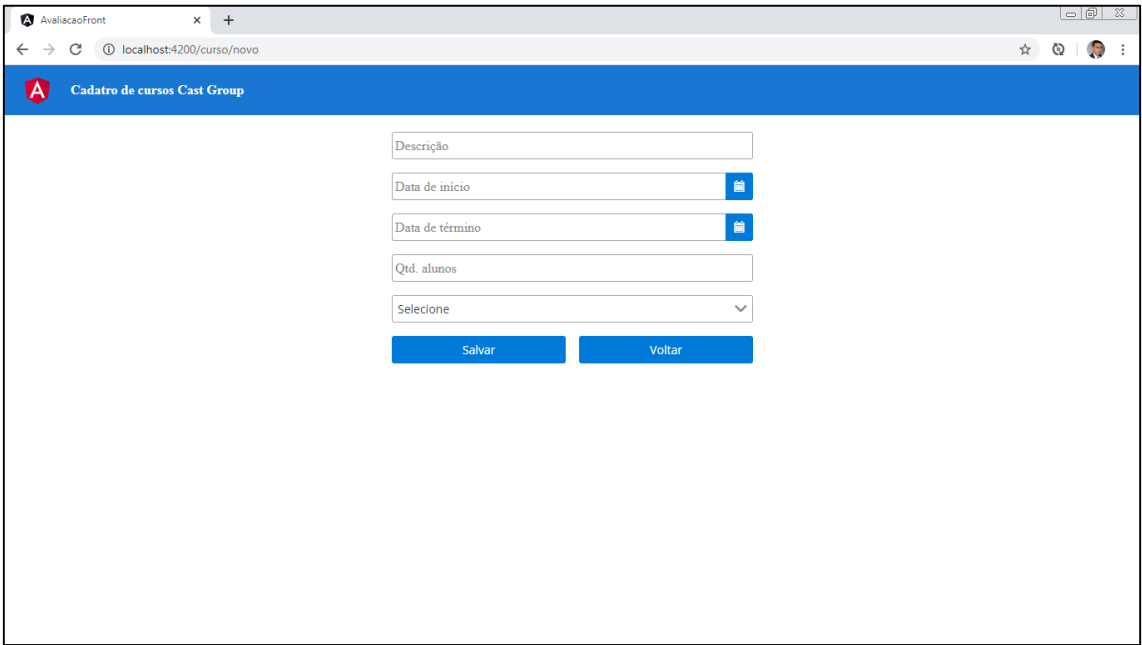 AvaliacaoFront
localhost:4200/curso/novo
Cadatro de cursos Cast Group
Descrição
Data de início
Data de término
Qtd. alunos
Selecione
Salvar Voltar